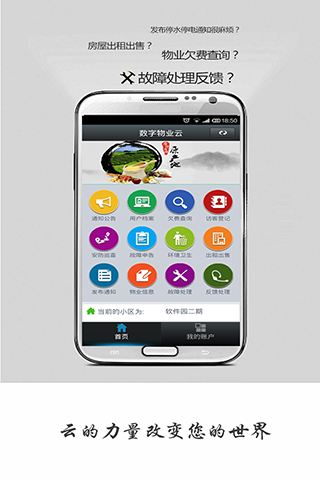 发布停水停电通知很麻烦？
房屋出租出售？
物业欠费查询？
故障处理反馈？
18:50
数字物业云
原产地
通知公告 用户档案 欠费查询 访客登记
安防巡查 故障申告 环境卫生 出租出售
发布通知 物业信息 故障处理 反馈处理
当前的小区为: 软件园二期
首页 我的账户
云的力量改变您的世界